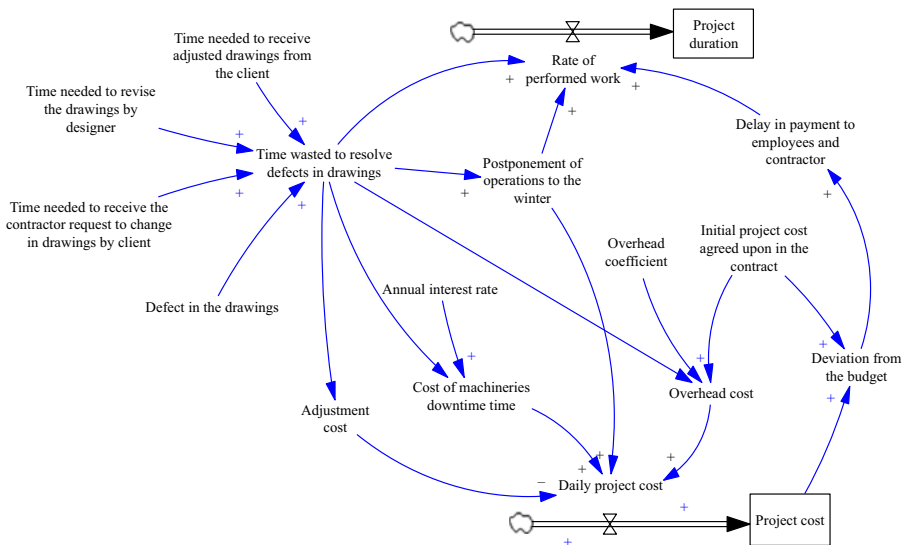 Project
duration
Time needed to receive
adjusted drawings from
the client
Rate of
performed work
+
+
+
Time needed to revise
the drawings by
designer
+
+
Delay in payment to
employees and
contractor
+
Time wasted to resolve
defects in drawings
Postponement of
operations to the
winter
+
+
+
+
Time needed to receive the
contractor request to change
in drawings by client
Initial project cost
agreed upon in the
contract
Overhead
coefficient
Annual interest rate
Defect in the drawings
+
+
+
Deviation from
the budget
+
Cost of machineries
downtime time
Overhead cost
Adjustment
cost
+
+
+
−
Daily project cost
+
Project cost
+